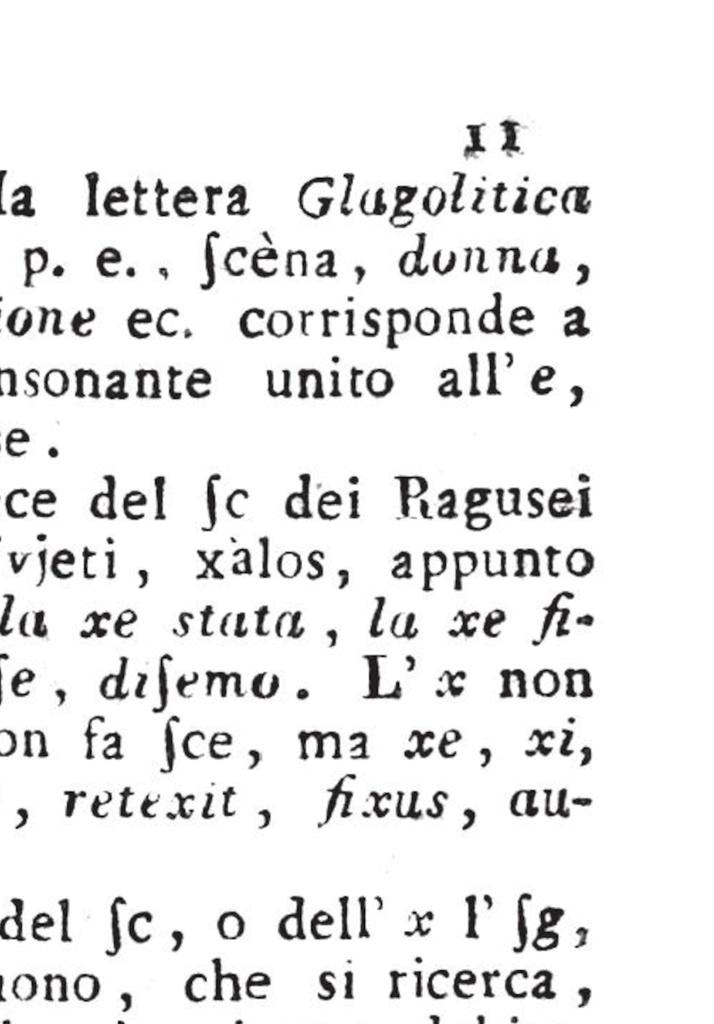 11
la lettera Glagolitica
p. e. , ſcèna, donna,
ione ec. corrisponde a
nsonante unito all' e,
e.
ce del ſc dei Ragusei
vjeti, xàlos, appunto
la xe stata, la xe fi-
ſe, diſemo. L' x non
on fa ſce, ma xe, xi,
, retexit, fixus, au-
del ſc, o dell' x l' ſg,
uono, che si ricerca,